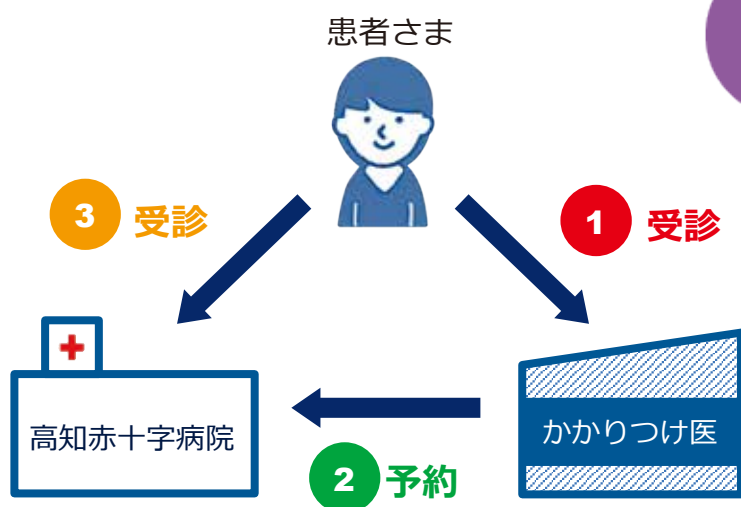 患者さま
3 受診
1 受診
高知赤十字病院
かかりつけ医
2 予約